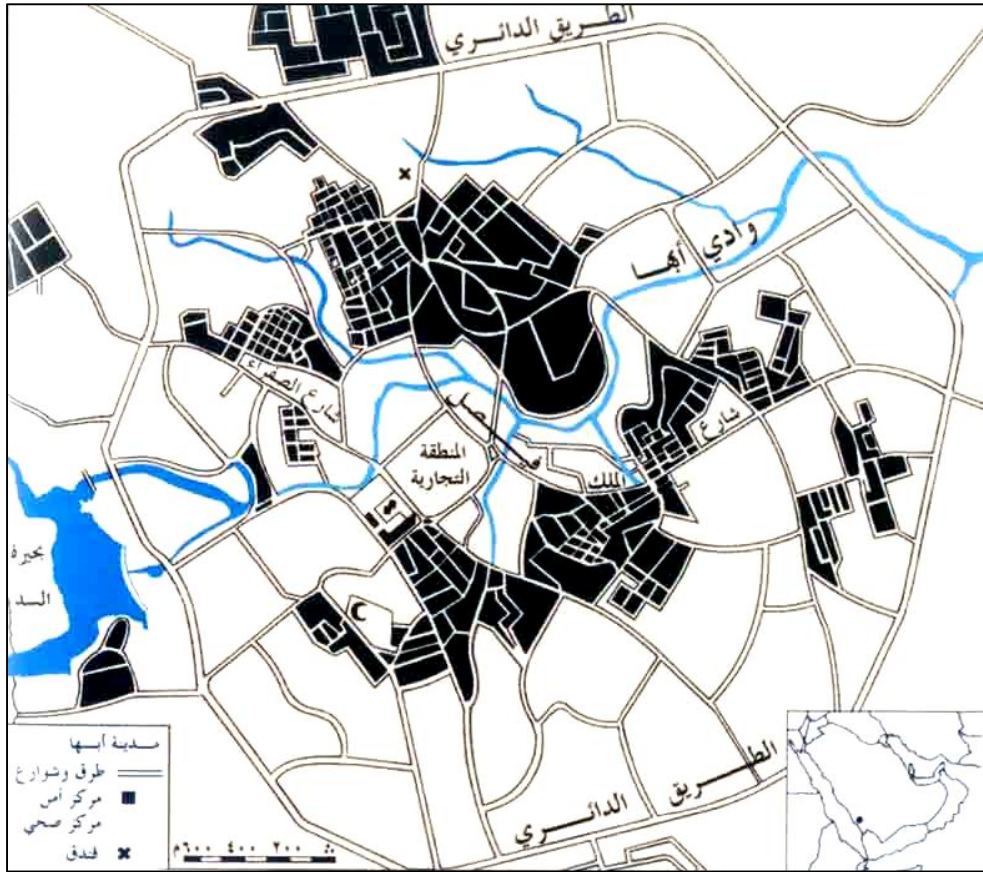 الطريق الدائري
وادي أبها
شارع الصفراء
شارع
الملك
فيصل
المنطقة
التجارية
بحيرة
السد
الطريق الدائري
مدينة أبها
طرق وشوارع
مركز أمن
مركز صحي
فندق
٢٠٠ ٤٠٠ ٦٠٠م